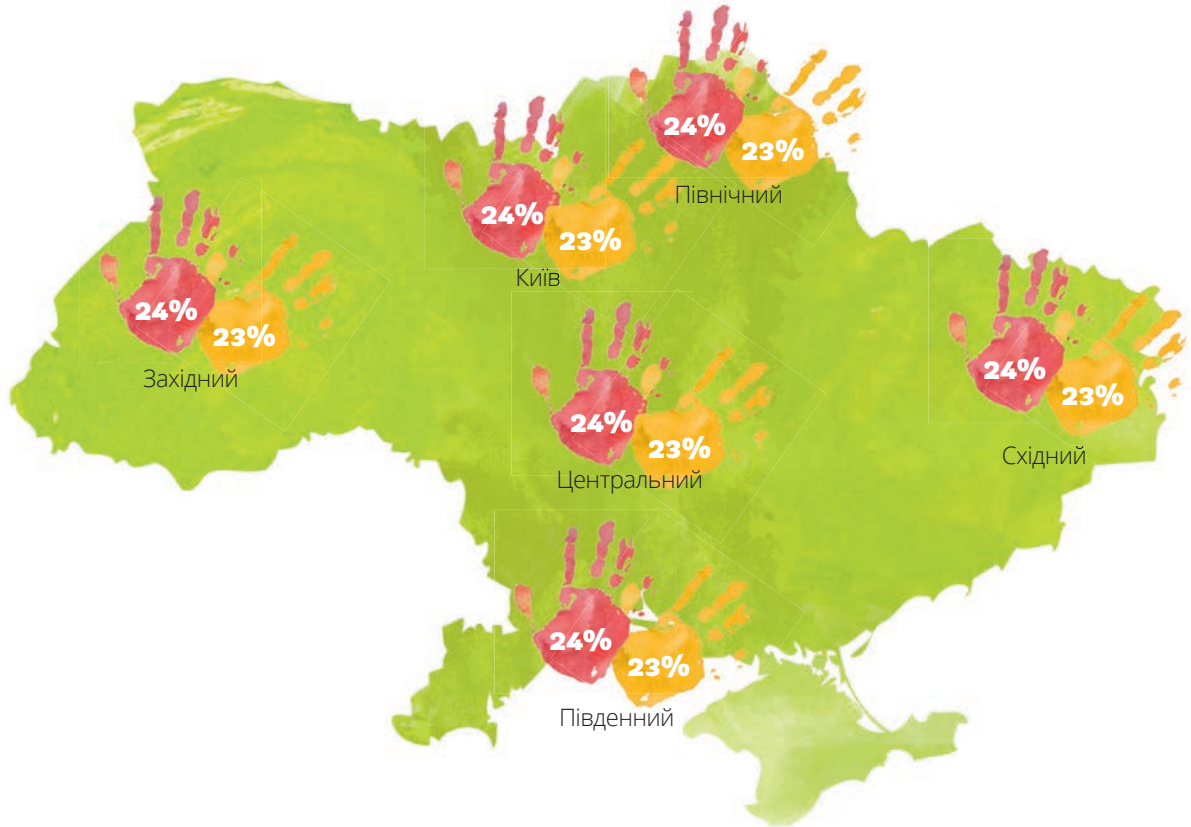 24%
23%
Північний
24%
23%
Київ
24%
23%
Західний
24%
23%
Східний
24%
23%
Центральний
24%
23%
Південний